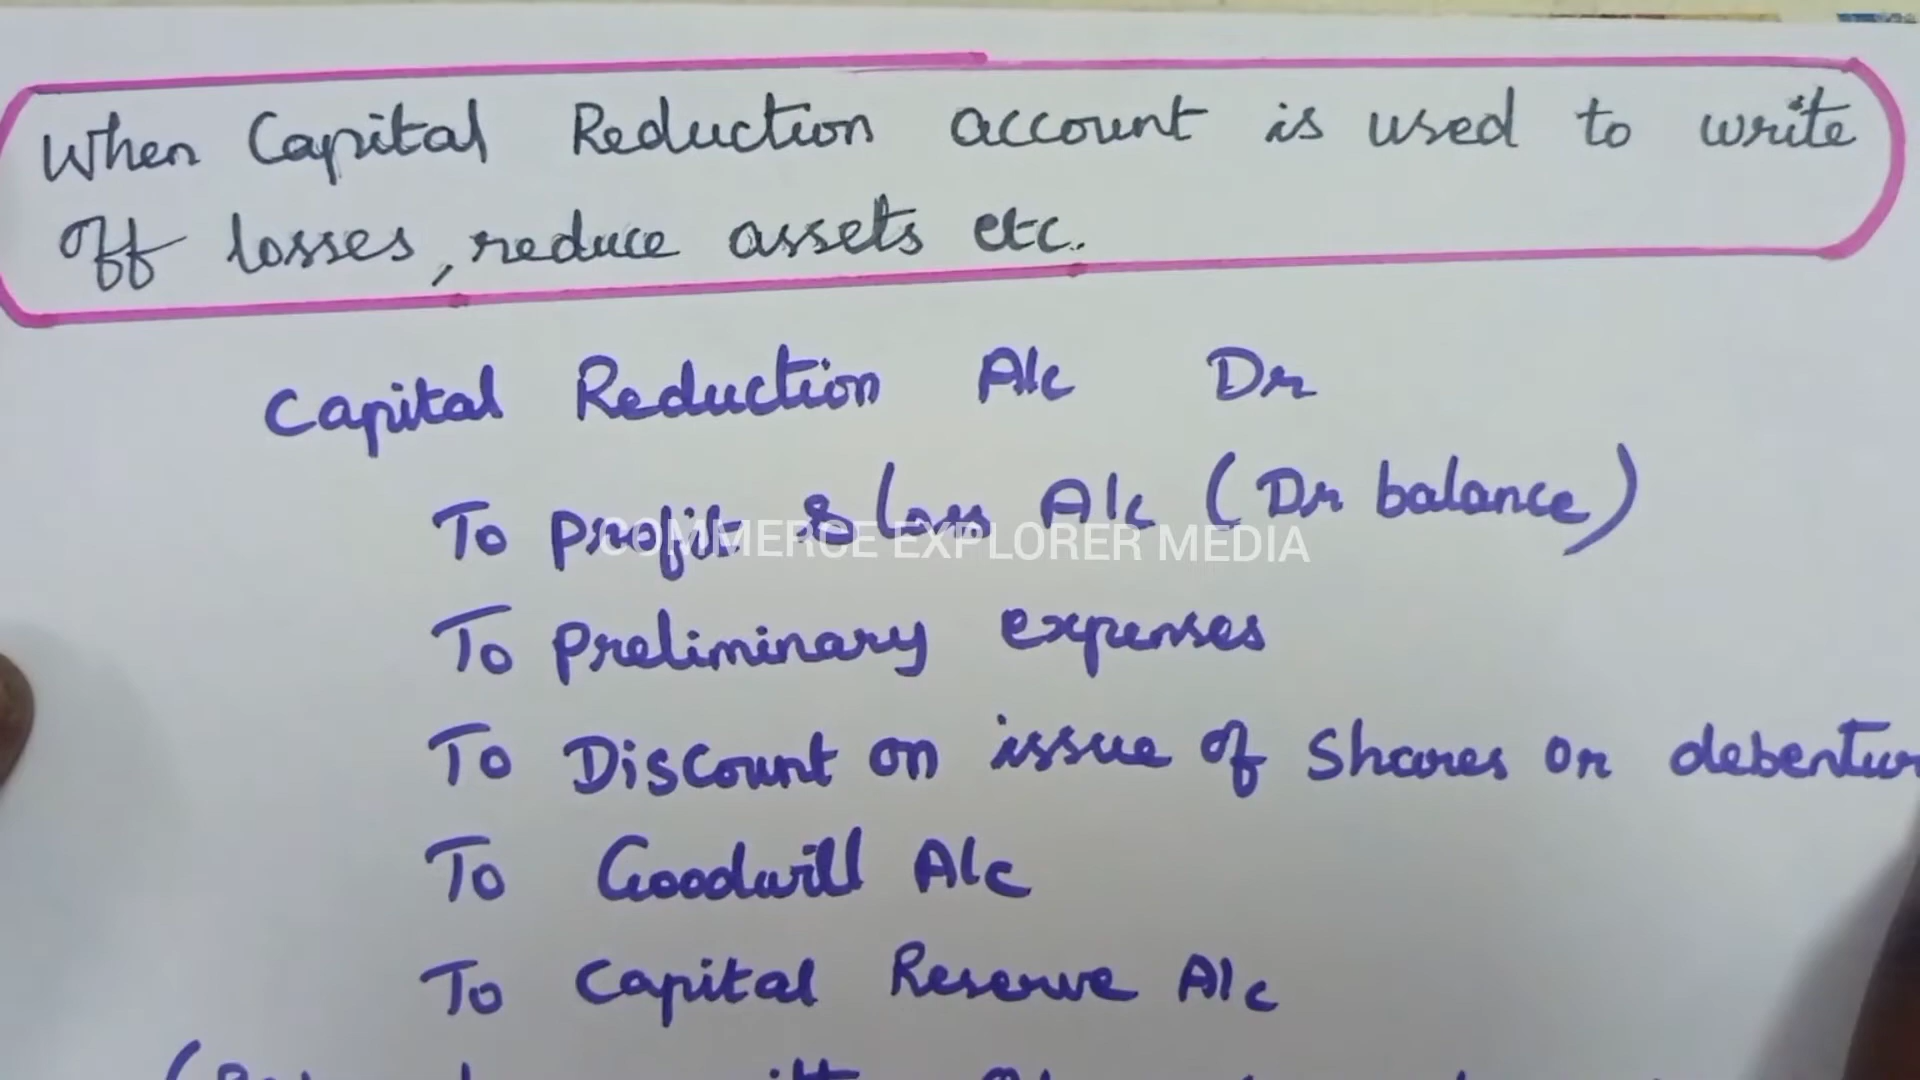 When Capital Reduction account is used to write
off losses, reduce assets etc.
Capital Reduction A/c Dr
To Profit & Loss A/c (Dr balance)
COMMERCE EXPLORER MEDIA
To Preliminary expenses
To Discount on issue of Shares or debentur
To Goodwill A/c
To Capital Reserve A/c